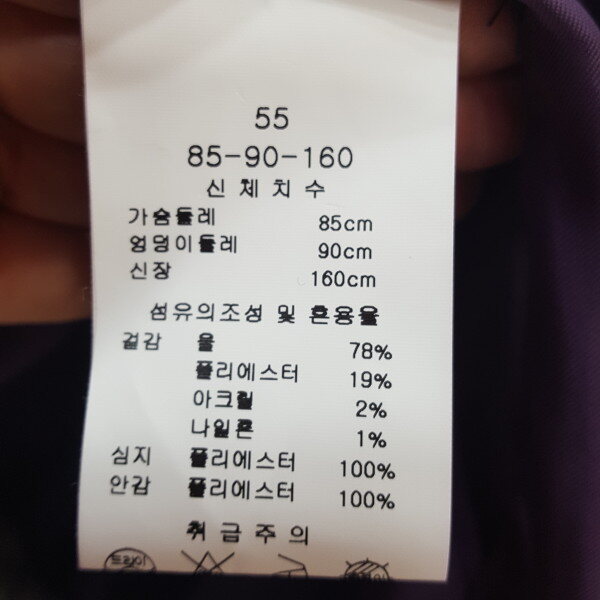 55
85-90-160
신 체 치 수
가슴둘레 85cm
엉덩이둘레 90cm
신장 160cm
섬유의조성 및 혼용율
겉감 울 78%
폴리에스터 19%
아크릴 2%
나일론 1%
심지 폴리에스터 100%
안감 폴리에스터 100%
취 급 주 의
드라이